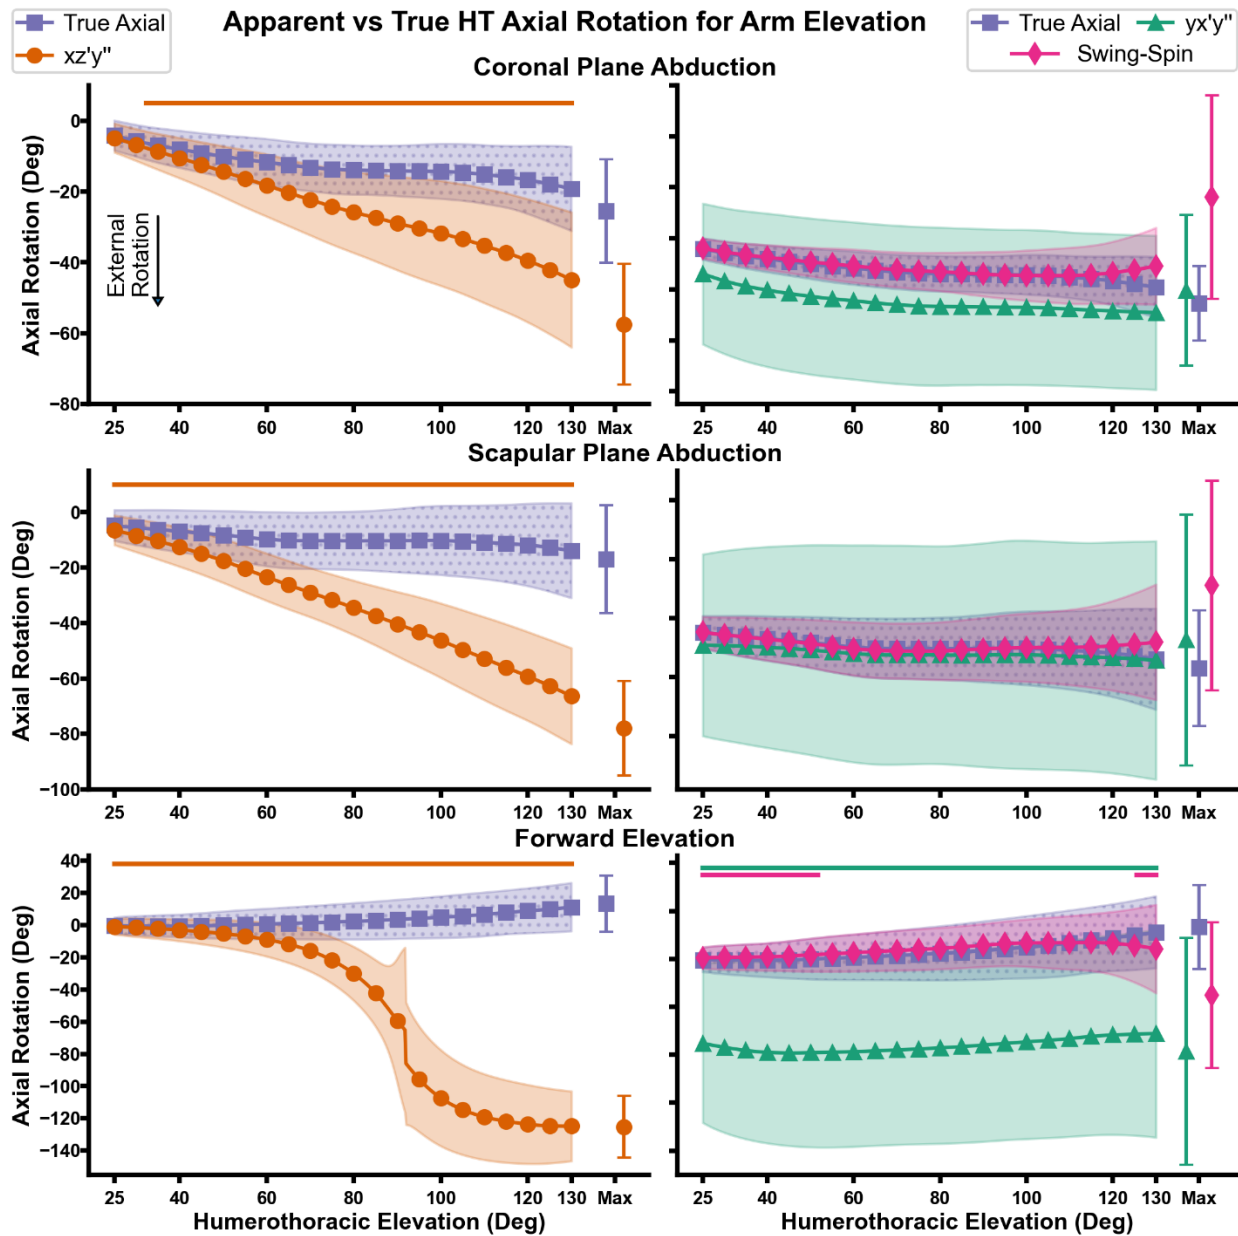 Apparent vs True HT Axial Rotation for Arm Elevation
True Axial
xz'y''
True Axial
yx'y''
Swing-Spin
Coronal Plane Abduction
Axial Rotation (Deg)
0
−20
−40
−60
−80
External
Rotation
25 40 60 80 100 120 130 Max
25 40 60 80 100 120 130 Max
Scapular Plane Abduction
Axial Rotation (Deg)
0
−20
−40
−60
−80
−100
25 40 60 80 100 120 130 Max
25 40 60 80 100 120 130 Max
Forward Elevation
Axial Rotation (Deg)
40
20
0
−20
−40
−60
−80
−100
−120
−140
25 40 60 80 100 120 130 Max
25 40 60 80 100 120 130 Max
Humerothoracic Elevation (Deg)
Humerothoracic Elevation (Deg)